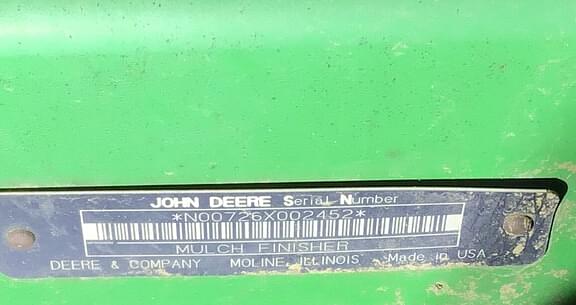 JOHN DEERE Serial Number
*N00726X002452*
MULCH FINISHER
DEERE & COMPANY MOLINE, ILLINOIS Made in USA